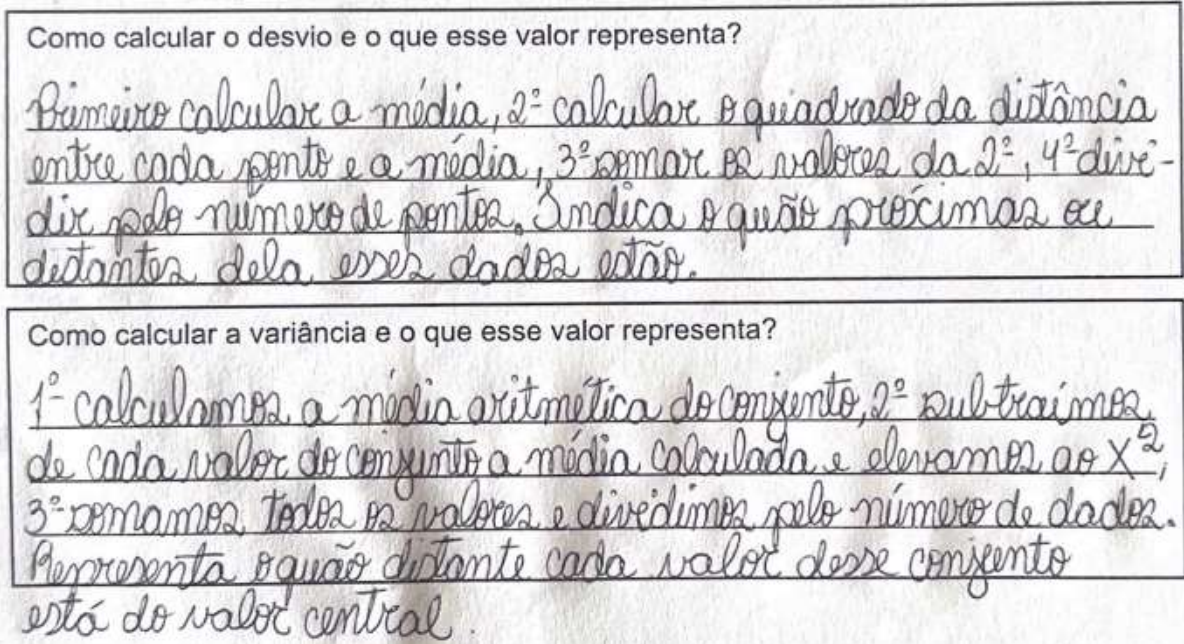 Como calcular o desvio e o que esse valor representa?
Primeiro calcular a média, 2º calcular o quadrado da distância
entre cada ponto e a média, 3º somar os valores da 2º, 4º divi-
dir pelo número de pontos. Indica o quão próximas ou
distantes dela esses dados estão.
Como calcular a variância e o que esse valor representa?
1º calculamos a média aritmética do conjunto, 2º subtraímos
de cada valor do conjunto a média calculada e elevamos ao x²,
3º somamos todos os valores e dividimos pelo número de dados.
Representa o quão distante cada valor desse conjunto
está do valor central.